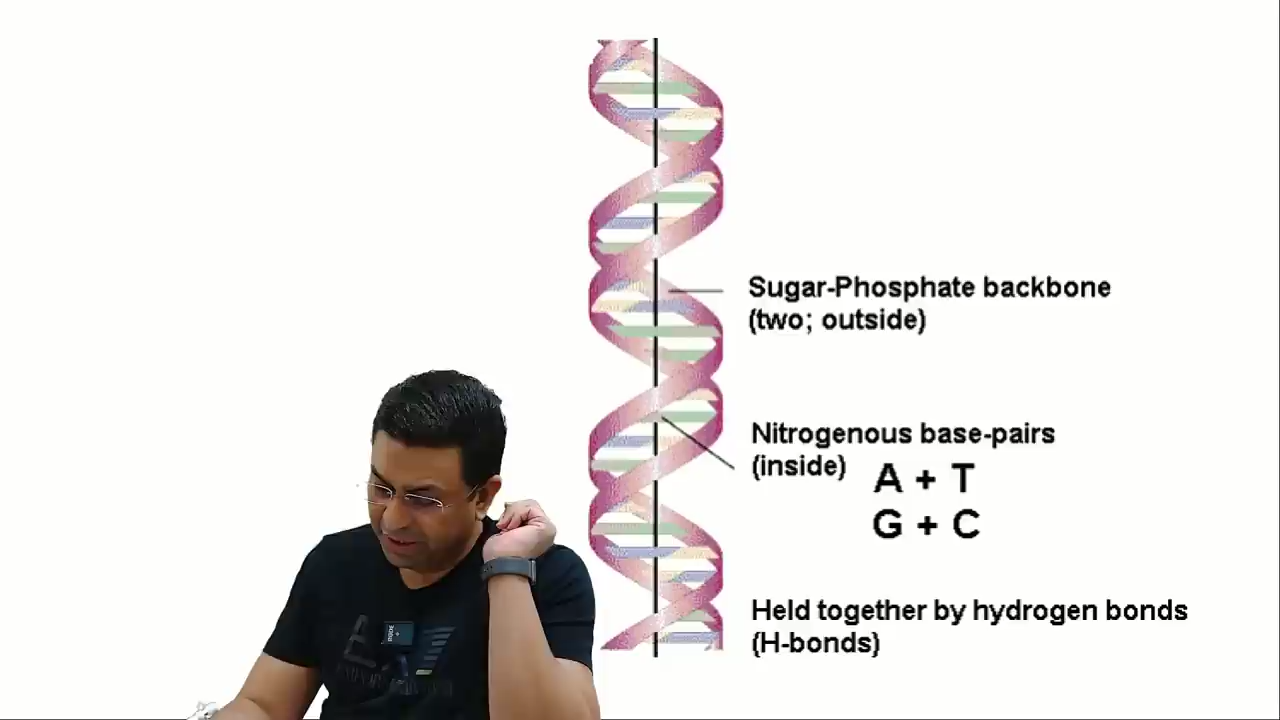 Sugar-Phosphate backbone
(two; outside)
Nitrogenous base-pairs
(inside)
A + T
G + C
Held together by hydrogen bonds
(H-bonds)